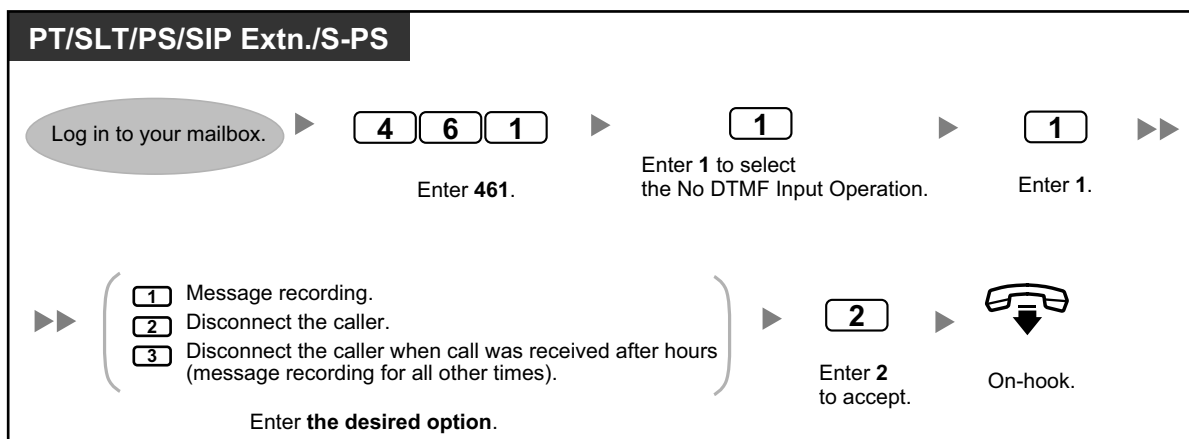 PT/SLT/PS/SIP Extn./S-PS
Log in to your mailbox.
4 6 1
Enter 461.
1
Enter 1 to select
the No DTMF Input Operation.
1
Enter 1.
1 Message recording.
2 Disconnect the caller.
3 Disconnect the caller when call was received after hours
(message recording for all other times).
Enter the desired option.
2
Enter 2
to accept.
On-hook.